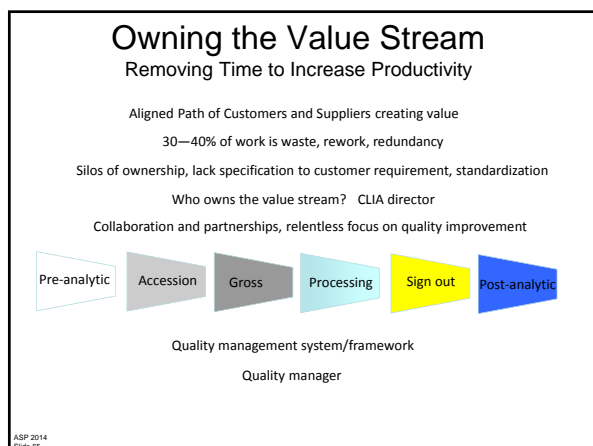 Owning the Value Stream
Removing Time to Increase Productivity
Aligned Path of Customers and Suppliers creating value
30—40% of work is waste, rework, redundancy
Silos of ownership, lack specification to customer requirement, standardization
Who owns the value stream? CLIA director
Collaboration and partnerships, relentless focus on quality improvement
Pre-analytic
Accession
Gross
Processing
Sign out
Post-analytic
Quality management system/framework
Quality manager
ASP 2014
Slide 65